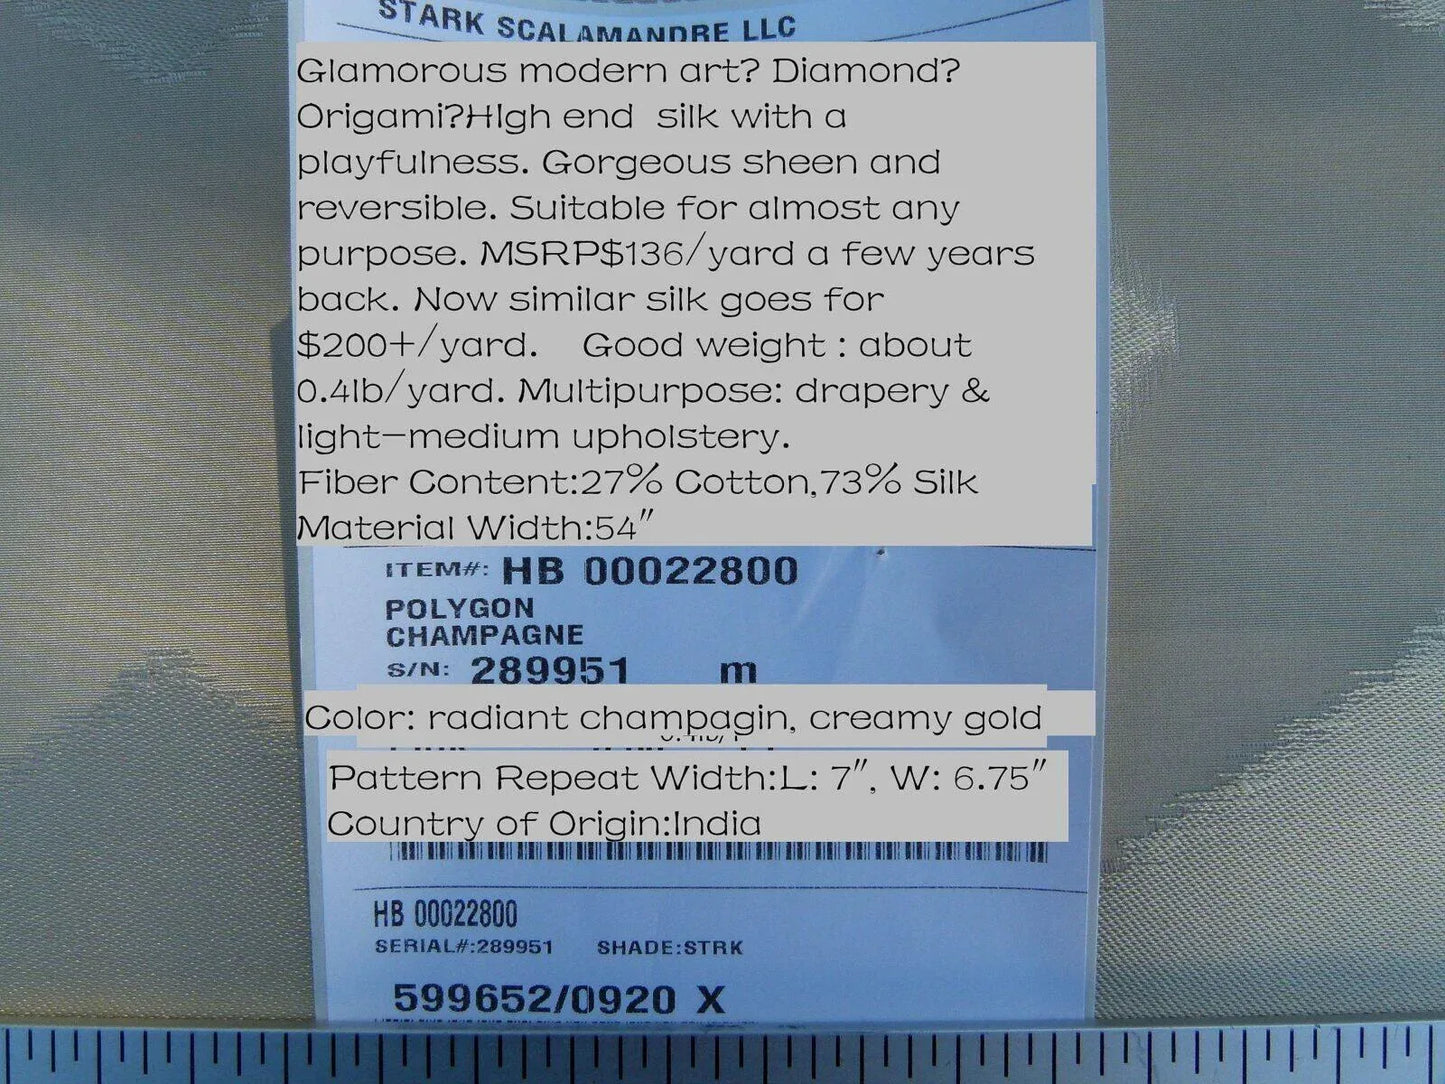 STARK SCALAMANDRE LLC
Glamorous modern art? Diamond?
Origami?HIgh end silk with a
playfulness. Gorgeous sheen and
reversible. Suitable for almost any
purpose. MSRP$136/yard a few years
back. Now similar silk goes for
$200+/yard. Good weight : about
0.4lb/yard. Multipurpose: drapery &
light-medium upholstery.
Fiber Content:27% Cotton,73% Silk
Material Width:54"
ITEM#: HB 00022800
POLYGON
CHAMPAGNE
S/N: 289951 m
Color: radiant champagin, creamy gold
Pattern Repeat Width:L: 7", W: 6.75"
Country of Origin:India
HB 00022800
SERIAL#:289951 SHADE:STRK
599652/0920 X